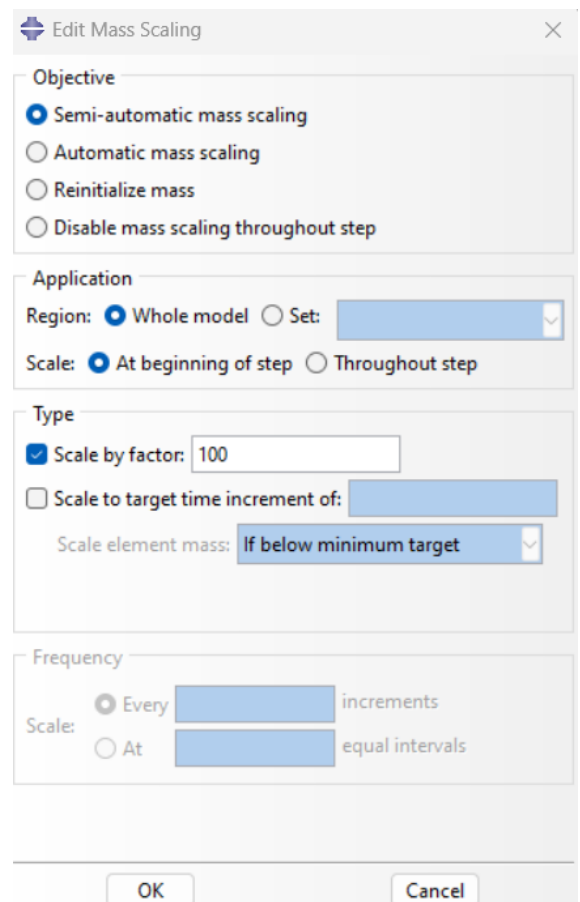 Edit Mass Scaling
Objective
Semi-automatic mass scaling
Automatic mass scaling
Reinitialize mass
Disable mass scaling throughout step
Application
Region: Whole model Set:
Scale: At beginning of step Throughout step
Type
Scale by factor: 100
Scale to target time increment of:
Scale element mass: If below minimum target
Frequency
Scale:
Every increments
At equal intervals
OK Cancel